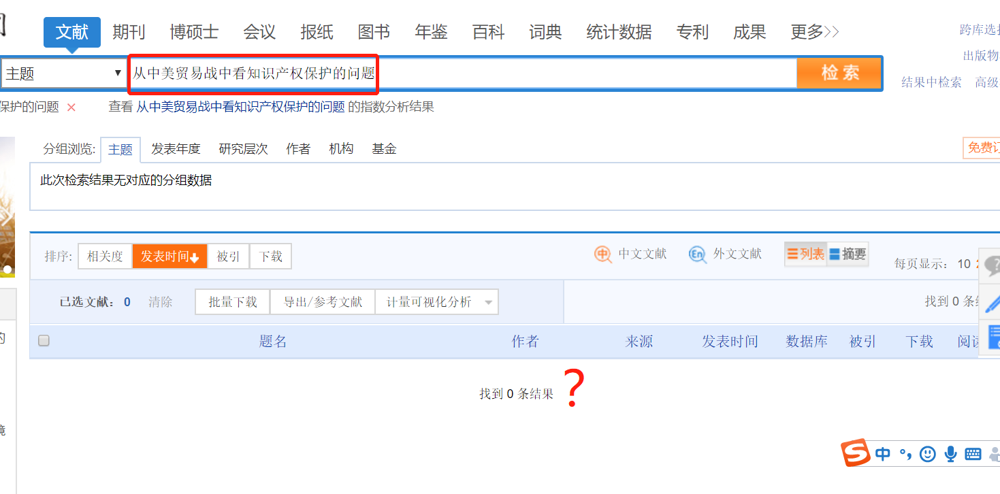 文献 期刊 博硕士 会议 报纸 图书 年鉴 百科 词典 统计数据 专利 成果 更多>>
跨库选择
出版物
主题 ▼ 从中美贸易战中看知识产权保护的问题 检索
结果中检索 高级
保护的问题 × 查看 从中美贸易战中看知识产权保护的问题 的指数分析结果
分组浏览: 主题 发表年度 研究层次 作者 机构 基金
免费订
此次检索结果无对应的分组数据
排序: 相关度 发表时间 被引 下载 中文文献 En 外文文献 列表 摘要 每页显示: 10
已选文献: 0 清除 批量下载 导出/参考文献 计量可视化分析 找到 0 条
题名 作者 来源 发表时间 数据库 被引 下载 阅读
的
找到 0 条结果 ?
境
S 中 °,